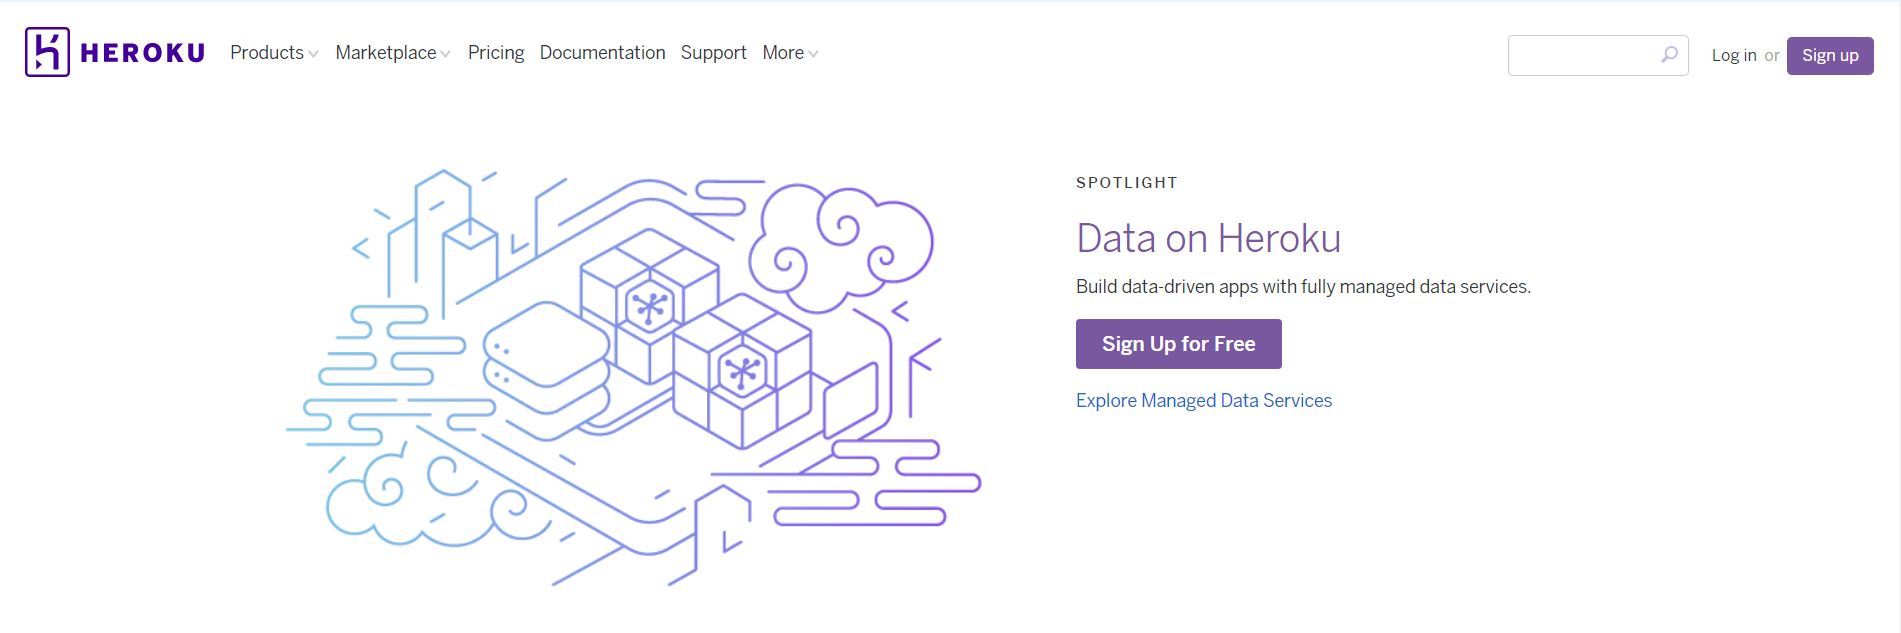 HEROKU Products Marketplace Pricing Documentation Support More Log in or Sign up
SPOTLIGHT
Data on Heroku
Build data-driven apps with fully managed data services.
Sign Up for Free
Explore Managed Data Services